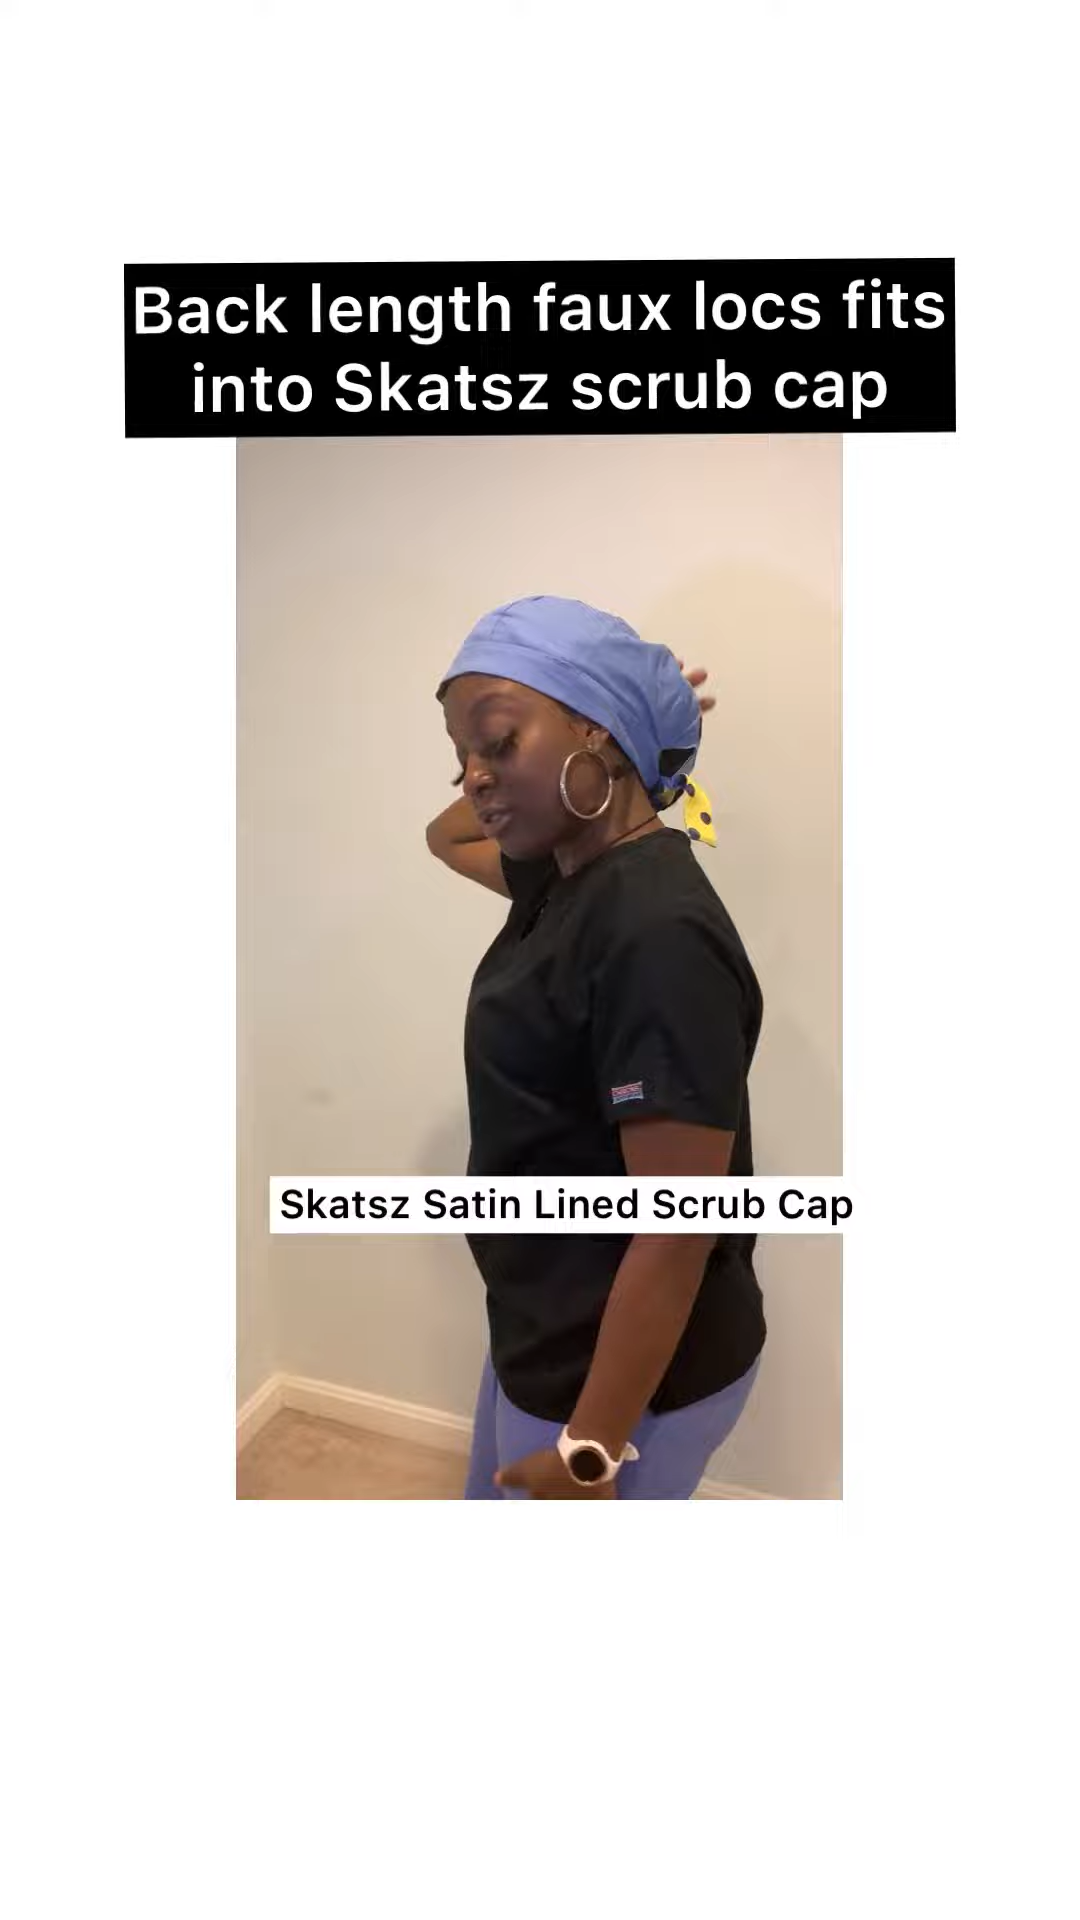 Back length faux locs fits
into Skatsz scrub cap
Skatsz Satin Lined Scrub Cap